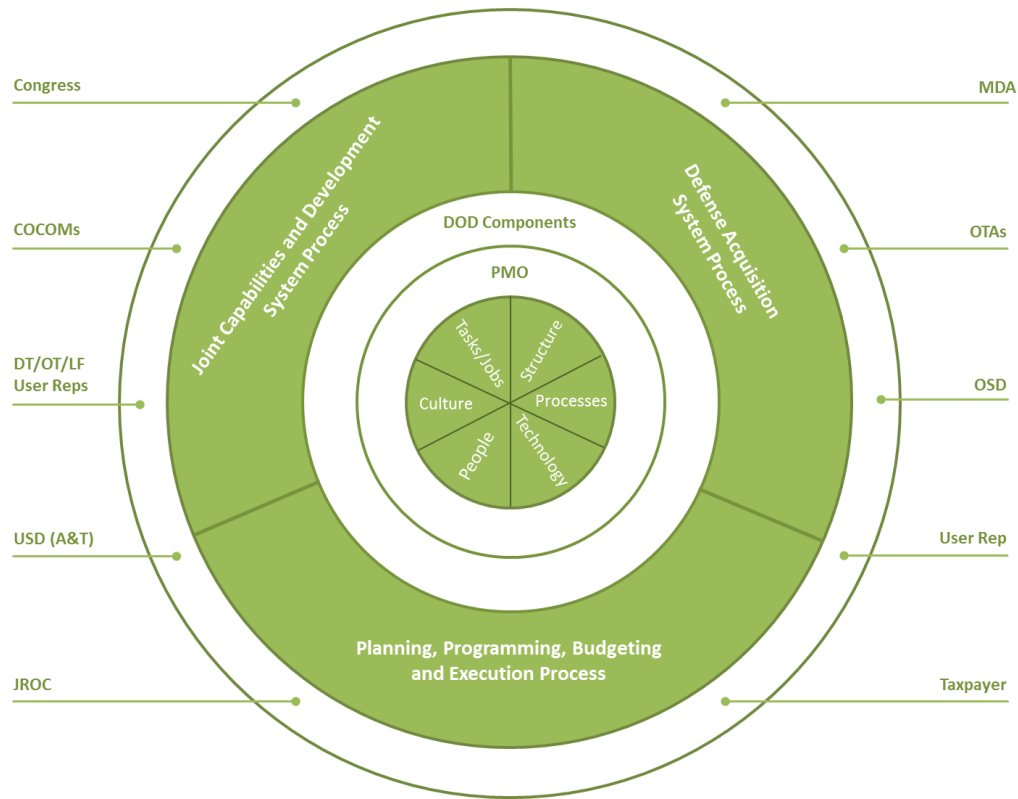 Congress
MDA
Joint Capabilities and Development
System Process
Defense Acquisition
System Process
COCOMs
DOD Components
OTAs
PMO
Tasks/Jobs
Structure
DT/OT/LF
User Reps
Culture
Processes
OSD
People
Technology
USD (A&T)
User Rep
Planning, Programming, Budgeting
and Execution Process
JROC
Taxpayer